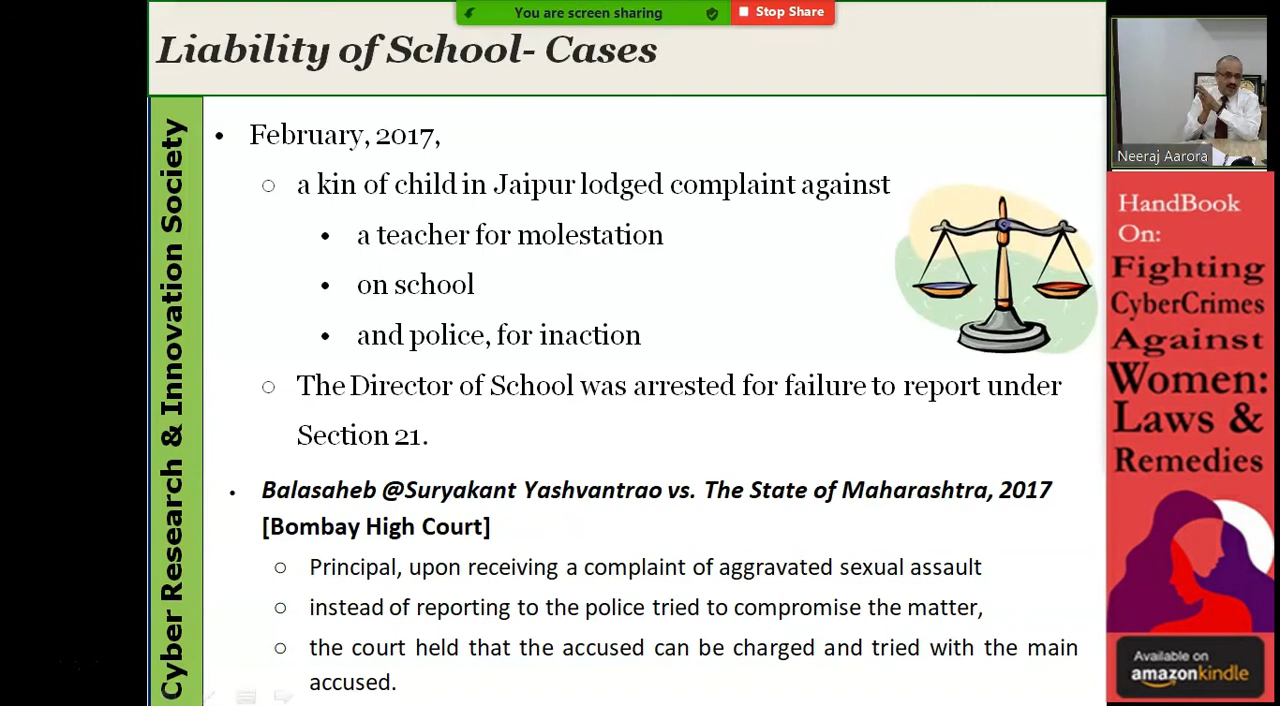 You are screen sharing
Stop Share
Liability of School- Cases
Cyber Research & Innovation Society
• February, 2017,
○ a kin of child in Jaipur lodged complaint against
• a teacher for molestation
• on school
• and police, for inaction
○ The Director of School was arrested for failure to report under
Section 21.
• Balasaheb @Suryakant Yashvantrao vs. The State of Maharashtra, 2017
[Bombay High Court]
○ Principal, upon receiving a complaint of aggravated sexual assault
○ instead of reporting to the police tried to compromise the matter,
○ the court held that the accused can be charged and tried with the main
accused.
Neeraj Aarora
HandBook
On:
Fighting
CyberCrimes
Against
Women:
Laws &
Remedies
Available on
amazonkindle